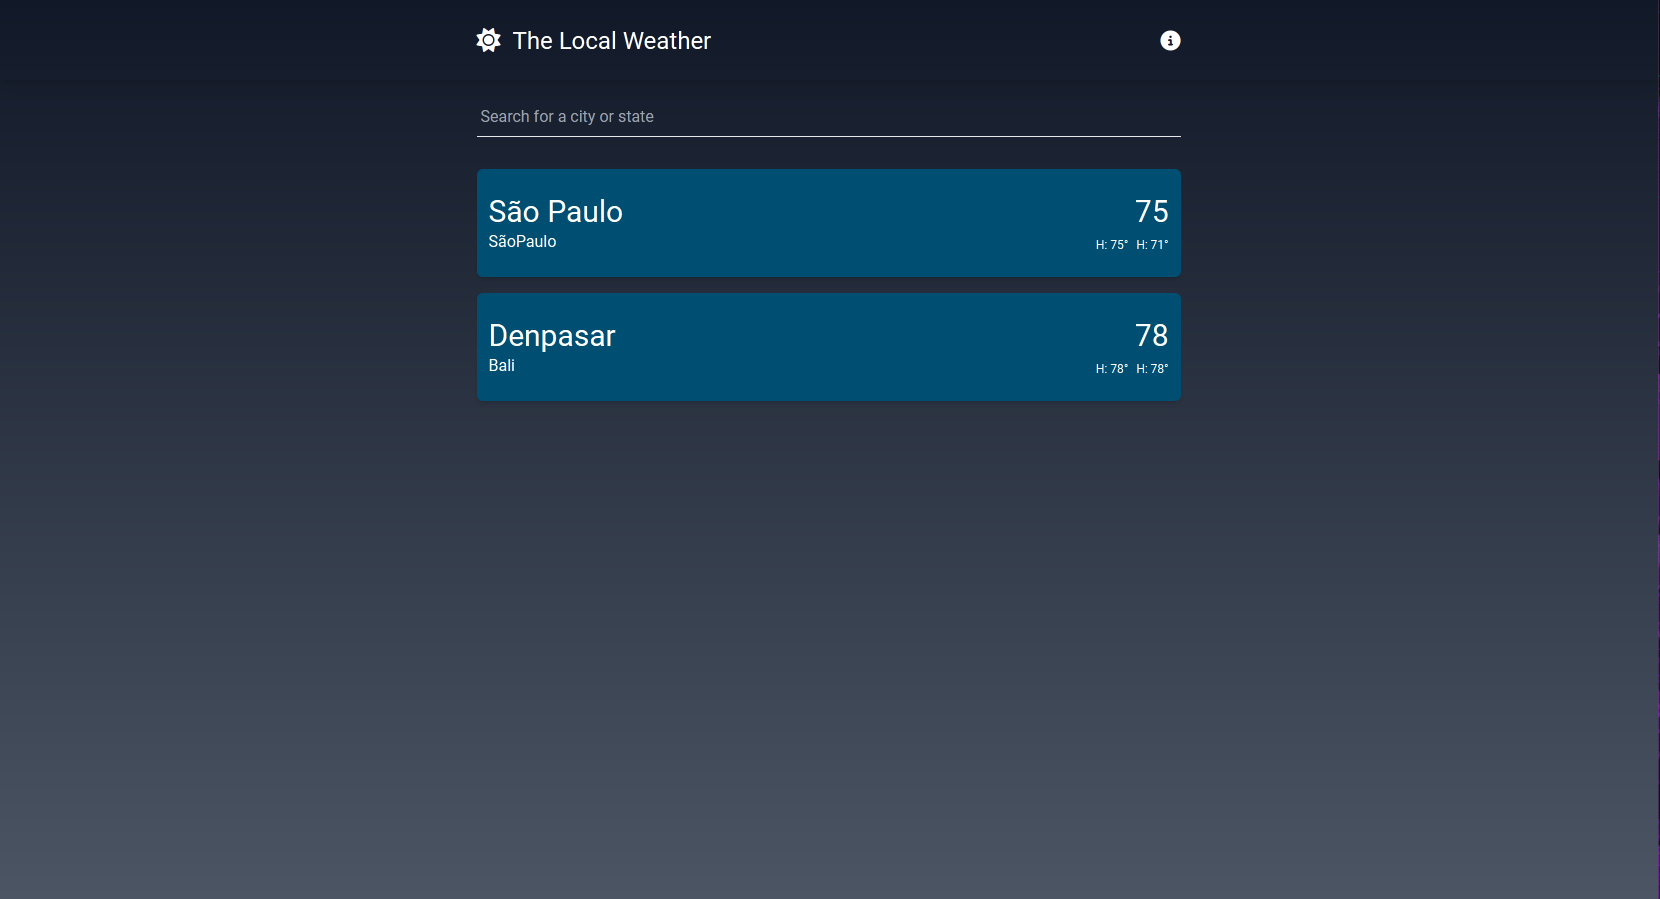 The Local Weather
Search for a city or state
São Paulo
75
SãoPaulo
H: 75° H: 71°
Denpasar
78
Bali
H: 78° H: 78°